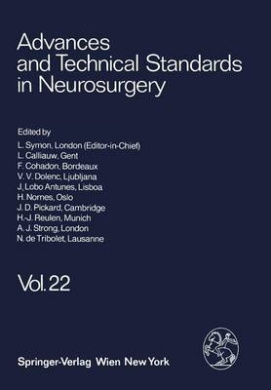 Advances
and Technical Standards
in Neurosurgery
Edited by
L. Symon, London (Editor-in-Chief)
L. Calliauw, Gent
F. Cohadon, Bordeaux
V. V. Dolenc, Ljubljana
J. Lobo Antunes, Lisboa
H. Nornes, Oslo
J. D. Pickard, Cambridge
H.-J. Reulen, Munich
A. J. Strong, London
N. de Tribolet, Lausanne
Vol. 22
Springer-Verlag Wien New York